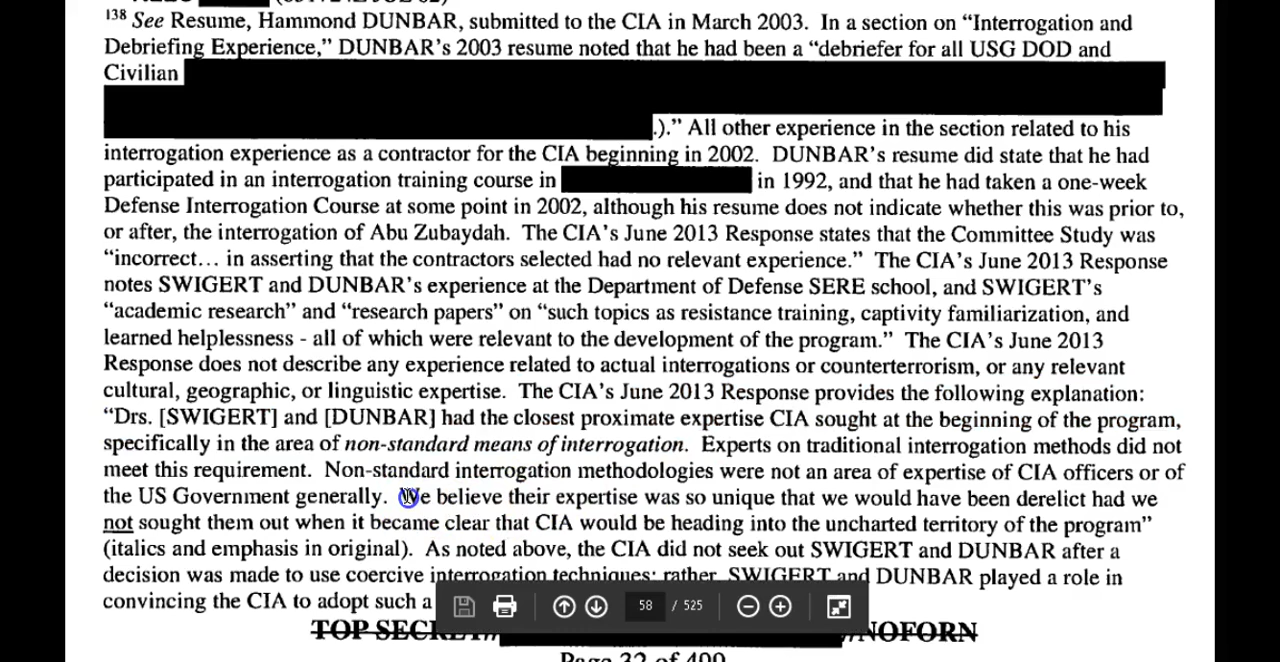 138 See Resume, Hammond DUNBAR, submitted to the CIA in March 2003. In a section on “Interrogation and
Debriefing Experience,” DUNBAR’s 2003 resume noted that he had been a “debriefer for all USG DOD and
Civilian
.).” All other experience in the section related to his
interrogation experience as a contractor for the CIA beginning in 2002. DUNBAR’s resume did state that he had
participated in an interrogation training course in in 1992, and that he had taken a one-week
Defense Interrogation Course at some point in 2002, although his resume does not indicate whether this was prior to,
or after, the interrogation of Abu Zubaydah. The CIA’s June 2013 Response states that the Committee Study was
“incorrect… in asserting that the contractors selected had no relevant experience.” The CIA’s June 2013 Response
notes SWIGERT and DUNBAR’s experience at the Department of Defense SERE school, and SWIGERT’s
“academic research” and “research papers” on “such topics as resistance training, captivity familiarization, and
learned helplessness - all of which were relevant to the development of the program.” The CIA’s June 2013
Response does not describe any experience related to actual interrogations or counterterrorism, or any relevant
cultural, geographic, or linguistic expertise. The CIA’s June 2013 Response provides the following explanation:
“Drs. [SWIGERT] and [DUNBAR] had the closest proximate expertise CIA sought at the beginning of the program,
specifically in the area of non-standard means of interrogation. Experts on traditional interrogation methods did not
meet this requirement. Non-standard interrogation methodologies were not an area of expertise of CIA officers or of
the US Government generally. We believe their expertise was so unique that we would have been derelict had we
not sought them out when it became clear that CIA would be heading into the uncharted territory of the program”
(italics and emphasis in original). As noted above, the CIA did not seek out SWIGERT and DUNBAR after a
decision was made to use coercive interrogation techniques; rather, SWIGERT and DUNBAR played a role in
convincing the CIA to adopt such a
58 / 525
TOP SECRET// //NOFORN
Page 32 of 400